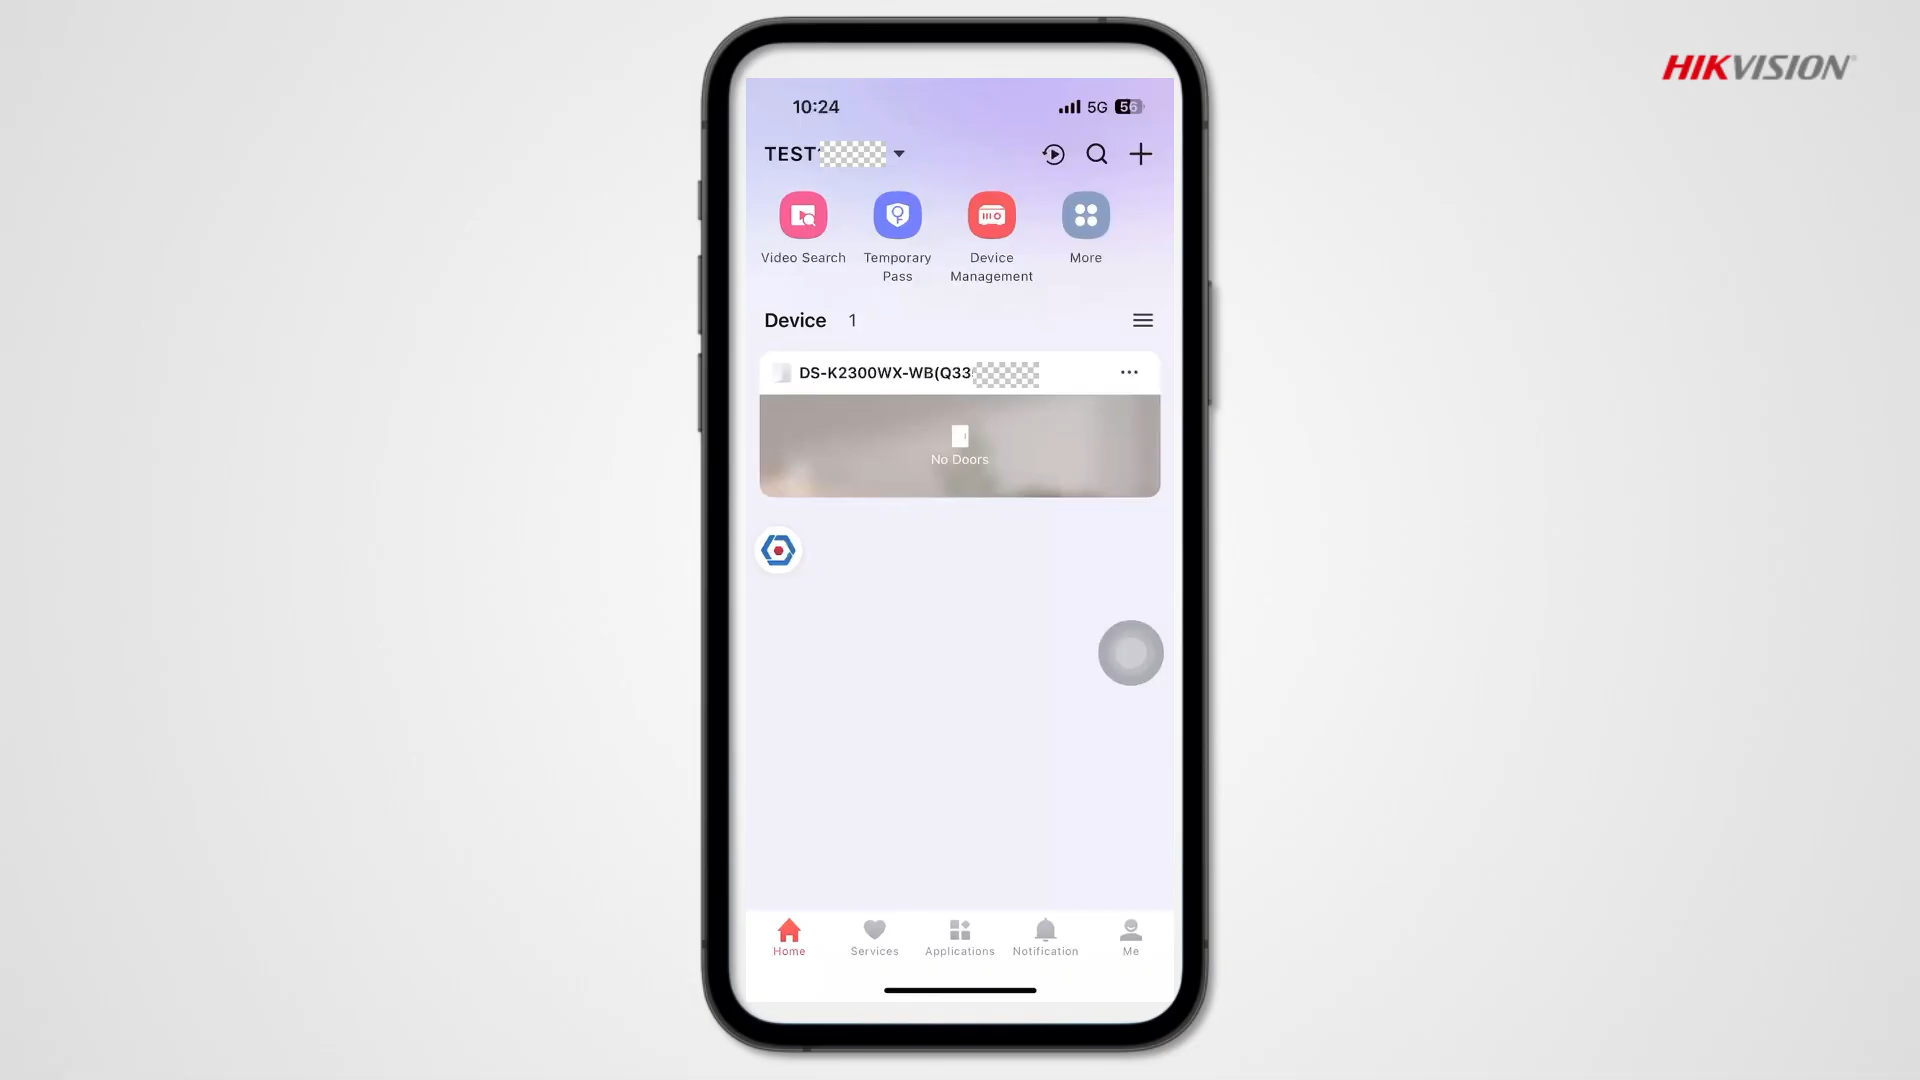 HIKVISION
10:24 5G 56
TEST
Video Search
Temporary Pass
Device Management
More
Device 1
DS-K2300WX-WB(Q33
No Doors
Home
Services
Applications
Notification
Me